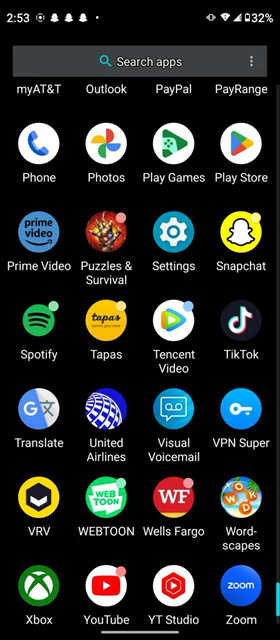 2:53
32%
Search apps
myAT&T Outlook PayPal PayRange
Phone Photos Play Games Play Store
prime
video
Prime Video Puzzles & Survival Settings Snapchat
tapas
Spotify Tapas Tencent Video TikTok
G
Translate United Airlines Visual Voicemail VPN Super
WEB
TOON
WF
W O R D
VRV WEBTOON Wells Fargo Word-scapes
zoom
Xbox YouTube YT Studio Zoom